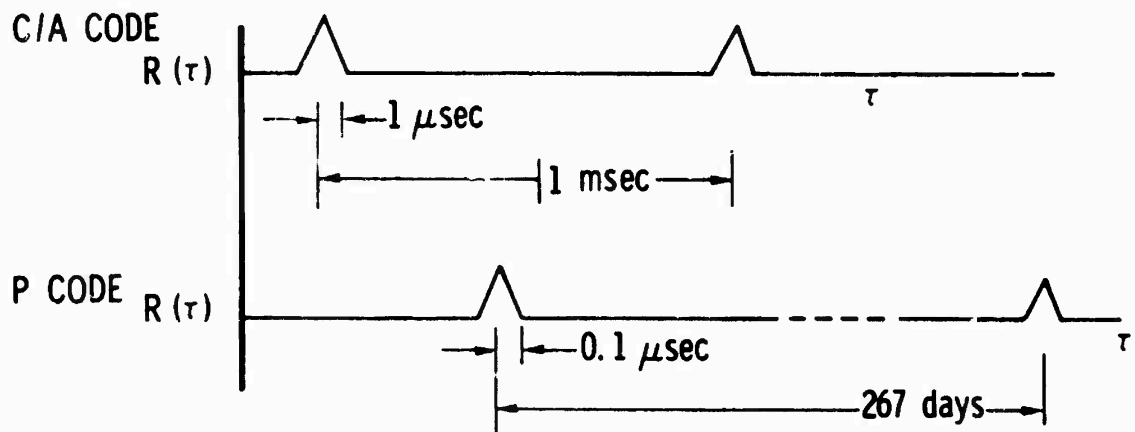 C/A CODE
R (τ)
τ
1 μsec
1 msec
P CODE
R (τ)
τ
0.1 μsec
267 days